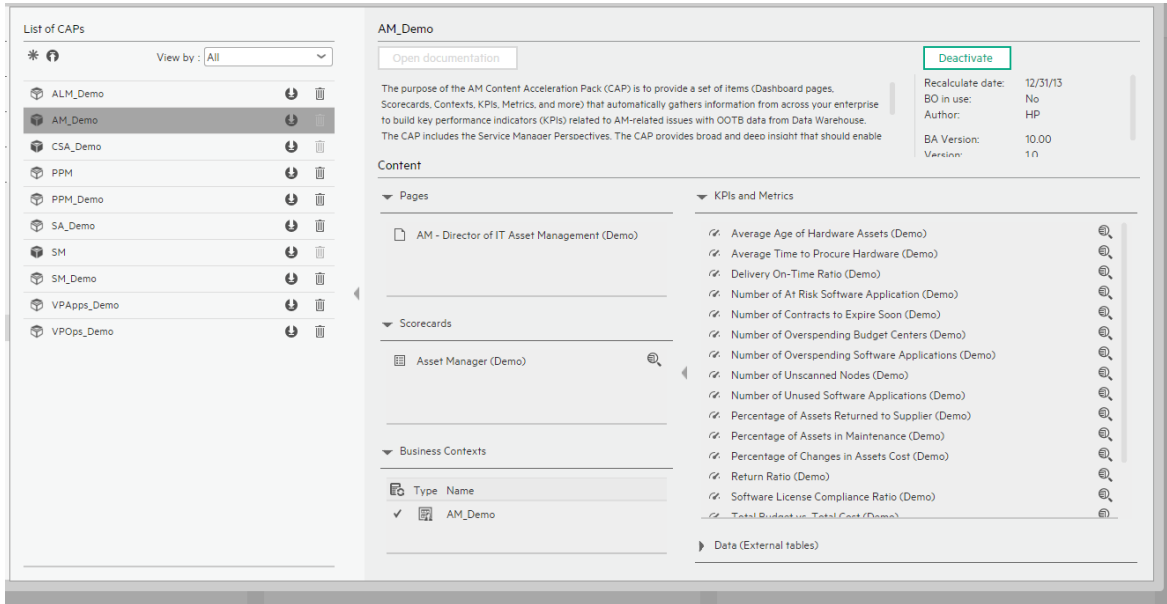 List of CAPs
View by : All
ALM_Demo
AM_Demo
CSA_Demo
PPM
PPM_Demo
SA_Demo
SM
SM_Demo
VPApps_Demo
VPOps_Demo
AM_Demo
Open documentation
Deactivate
The purpose of the AM Content Acceleration Pack (CAP) is to provide a set of items (Dashboard pages,
Scorecards, Contexts, KPIs, Metrics, and more) that automatically gathers information from across your enterprise
to build key performance indicators (KPIs) related to AM-related issues with OOTB data from Data Warehouse.
The CAP includes the Service Manager Perspectives. The CAP provides broad and deep insight that should enable
Recalculate date: 12/31/13
BO in use: No
Author: HP
BA Version: 10.00
Version: 1.0
Content
Pages
AM - Director of IT Asset Management (Demo)
Scorecards
Asset Manager (Demo)
Business Contexts
Type Name
AM_Demo
KPIs and Metrics
Average Age of Hardware Assets (Demo)
Average Time to Procure Hardware (Demo)
Delivery On-Time Ratio (Demo)
Number of At Risk Software Application (Demo)
Number of Contracts to Expire Soon (Demo)
Number of Overspending Budget Centers (Demo)
Number of Overspending Software Applications (Demo)
Number of Unscanned Nodes (Demo)
Number of Unused Software Applications (Demo)
Percentage of Assets Returned to Supplier (Demo)
Percentage of Assets in Maintenance (Demo)
Percentage of Changes in Assets Cost (Demo)
Return Ratio (Demo)
Software License Compliance Ratio (Demo)
Total Budget vs. Total Cost (Demo)
Data (External tables)